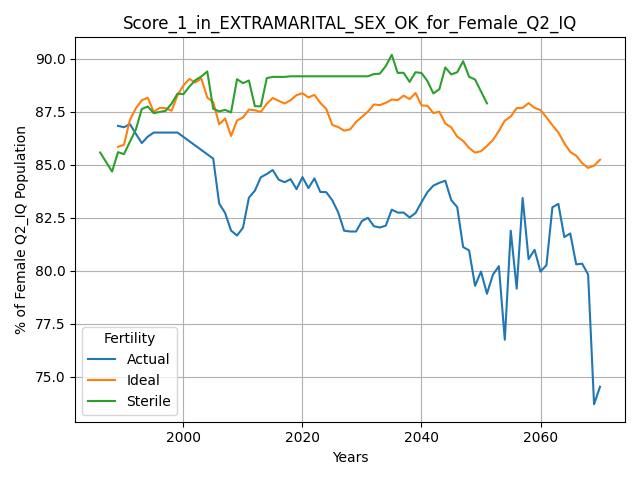 Score_1_in_EXTRAMARITAL_SEX_OK_for_Female_Q2_IQ
% of Female Q2_IQ Population
90.0
87.5
85.0
82.5
80.0
77.5
75.0
Fertility
Actual
Ideal
Sterile
2000 2020 2040 2060
Years